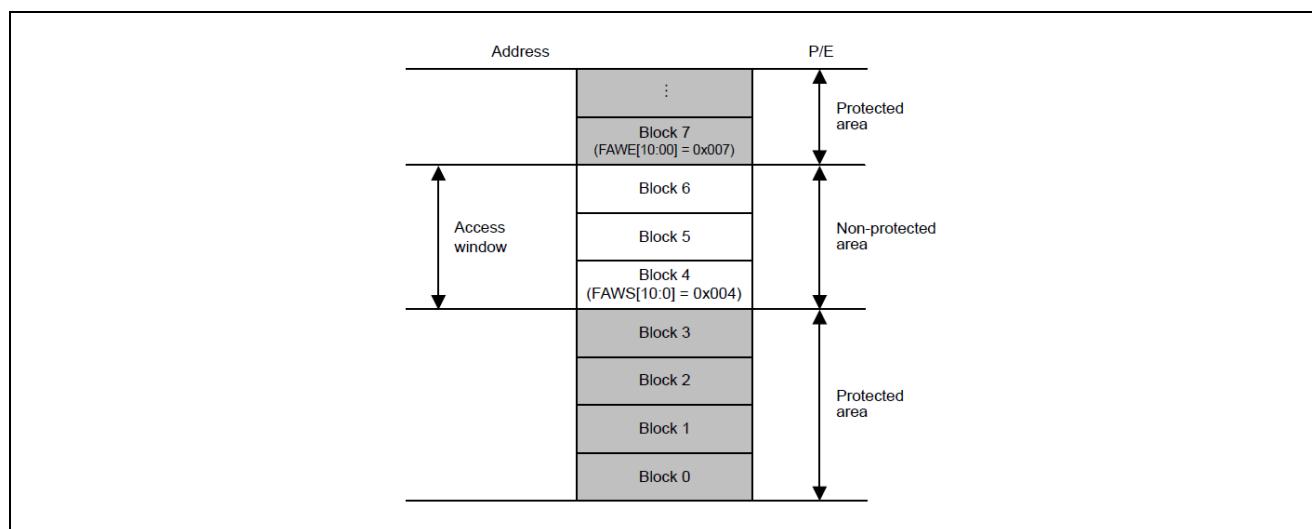 Address
P/E
⋮
Block 7
(FAWE[10:00] = 0x007)
Protected
area
Block 6
Block 5
Block 4
(FAWS[10:0] = 0x004)
Access
window
Non-protected
area
Block 3
Block 2
Block 1
Block 0
Protected
area